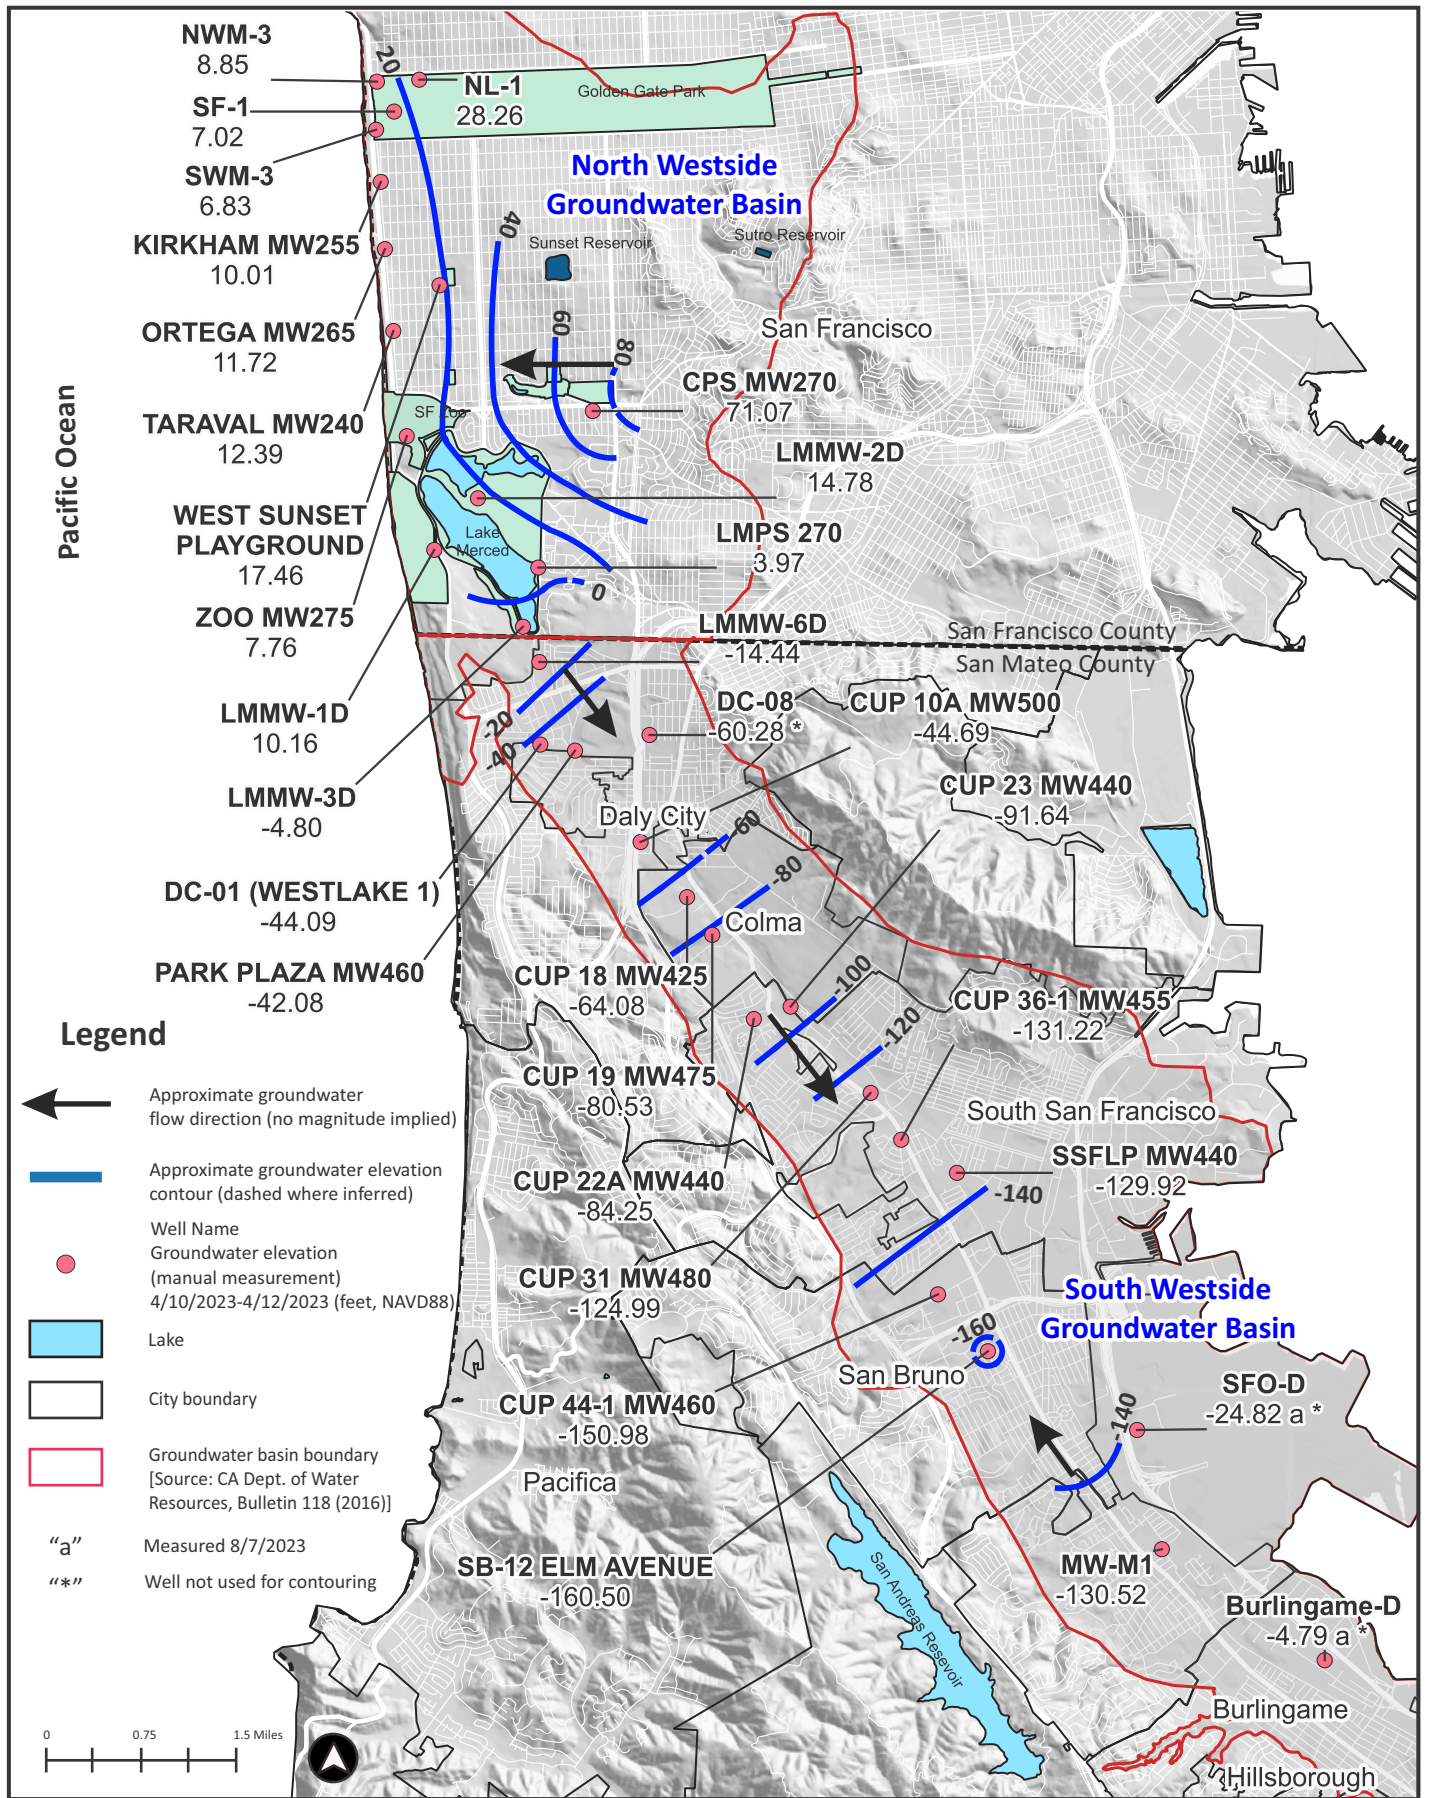 NWM-3
8.85
SF-1
7.02
SWM-3
6.83
KIRKHAM MW255
10.01
ORTEGA MW265
11.72
TARAVAL MW240
12.39
WEST SUNSET
PLAYGROUND
17.46
ZOO MW275
7.76
LMMW-1D
10.16
LMMW-3D
-4.80
DC-01 (WESTLAKE 1)
-44.09
PARK PLAZA MW460
-42.08
Pacific Ocean
20
NL-1
28.26
Golden Gate Park
North Westside
Groundwater Basin
40
Sunset Reservoir
Sutro Reservoir
60
80
San Francisco
CPS MW270
71.07
SF Zoo
LMMW-2D
14.78
Lake
Merced
LMPS 270
3.97
0
LMMW-6D
-14.44
San Francisco County
San Mateo County
-20
-40
DC-08
-60.28 *
CUP 10A MW500
-44.69
CUP 23 MW440
-91.64
Daly City
-60
-80
Colma
CUP 18 MW425
-64.08
-100
-120
CUP 36-1 MW455
-131.22
CUP 19 MW475
-80.53
South San Francisco
SSFLP MW440
-129.92
CUP 22A MW440
-84.25
-140
CUP 31 MW480
-124.99
South Westside
Groundwater Basin
-160
San Bruno
CUP 44-1 MW460
-150.98
SFO-D
-24.82 a *
-140
Pacifica
SB-12 ELM AVENUE
-160.50
San Andreas Resevoir
MW-M1
-130.52
Burlingame-D
-4.79 a *
Burlingame
Hillsborough
Legend
Approximate groundwater
flow direction (no magnitude implied)
Approximate groundwater elevation
contour (dashed where inferred)
Well Name
Groundwater elevation
(manual measurement)
4/10/2023-4/12/2023 (feet, NAVD88)
Lake
City boundary
Groundwater basin boundary
[Source: CA Dept. of Water
Resources, Bulletin 118 (2016)]
“a” Measured 8/7/2023
“*” Well not used for contouring
0 0.75 1.5 Miles